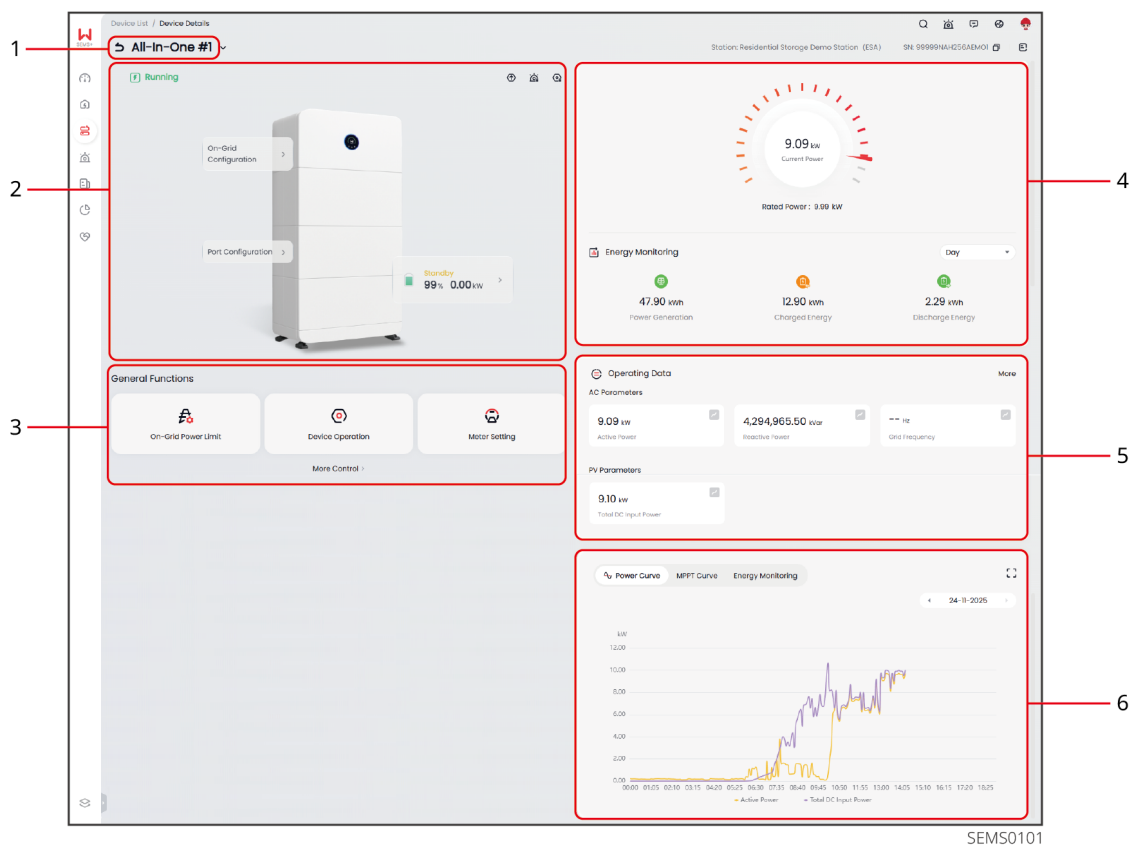 Device List / Device Details
SEMS+
1
All-In-One #1
Station: Residential Storage Demo Station (ESA) SN: 99999NAH256AEM01
Running
On-Grid
Configuration
Port Configuration
Standby
99% 0.00 kW
2
General Functions
On-Grid Power Limit Device Operation Meter Setting
More Control
3
9.09 kW
Current Power
Rated Power : 9.99 kW
4
Energy Monitoring Day
47.90 kWh 12.90 kWh 2.29 kWh
Power Generation Charged Energy Discharge Energy
Operating Data More
AC Parameters
9.09 kW 4,294,965.50 kVar -- Hz
Active Power Reactive Power Grid Frequency
5
PV Parameters
9.10 kW
Total DC Input Power
Power Curve MPPT Curve Energy Monitoring
24-11-2025
kW
12.00
10.00
8.00
6.00
4.00
2.00
0.00
00:00 01:05 02:10 03:15 04:20 05:25 06:30 07:35 08:40 09:45 10:50 11:55 13:00 14:05 15:10 16:15 17:20 18:25
Active Power Total DC Input Power
6
SEMS0101